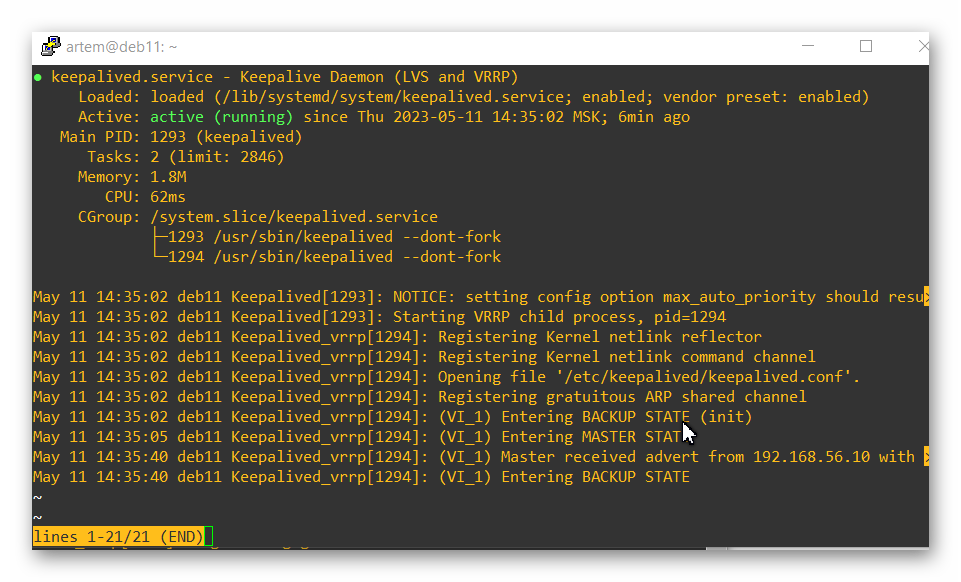 artem@deb11: ~
● keepalived.service - Keepalive Daemon (LVS and VRRP)
Loaded: loaded (/lib/systemd/system/keepalived.service; enabled; vendor preset: enabled)
Active: active (running) since Thu 2023-05-11 14:35:02 MSK; 6min ago
Main PID: 1293 (keepalived)
Tasks: 2 (limit: 2846)
Memory: 1.8M
CPU: 62ms
CGroup: /system.slice/keepalived.service
├─1293 /usr/sbin/keepalived --dont-fork
└─1294 /usr/sbin/keepalived --dont-fork
May 11 14:35:02 deb11 Keepalived[1293]: NOTICE: setting config option max_auto_priority should resu>
May 11 14:35:02 deb11 Keepalived[1293]: Starting VRRP child process, pid=1294
May 11 14:35:02 deb11 Keepalived_vrrp[1294]: Registering Kernel netlink reflector
May 11 14:35:02 deb11 Keepalived_vrrp[1294]: Registering Kernel netlink command channel
May 11 14:35:02 deb11 Keepalived_vrrp[1294]: Opening file '/etc/keepalived/keepalived.conf'.
May 11 14:35:02 deb11 Keepalived_vrrp[1294]: Registering gratuitous ARP shared channel
May 11 14:35:02 deb11 Keepalived_vrrp[1294]: (VI_1) Entering BACKUP STATE (init)
May 11 14:35:05 deb11 Keepalived_vrrp[1294]: (VI_1) Entering MASTER STATE
May 11 14:35:40 deb11 Keepalived_vrrp[1294]: (VI_1) Master received advert from 192.168.56.10 with >
May 11 14:35:40 deb11 Keepalived_vrrp[1294]: (VI_1) Entering BACKUP STATE
~
~
lines 1-21/21 (END)